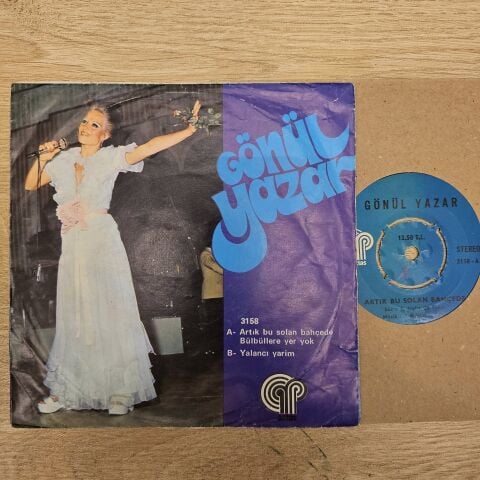 GÖNÜL
Yazar
3158
A- Artık bu solan bahçede
Bülbüllere yer yok
B- Yalancı yarim
GÖNÜL YAZAR
12,50 T.L.
STEREO
3158-A
ARTIK BU SOLAN BAHÇEDE